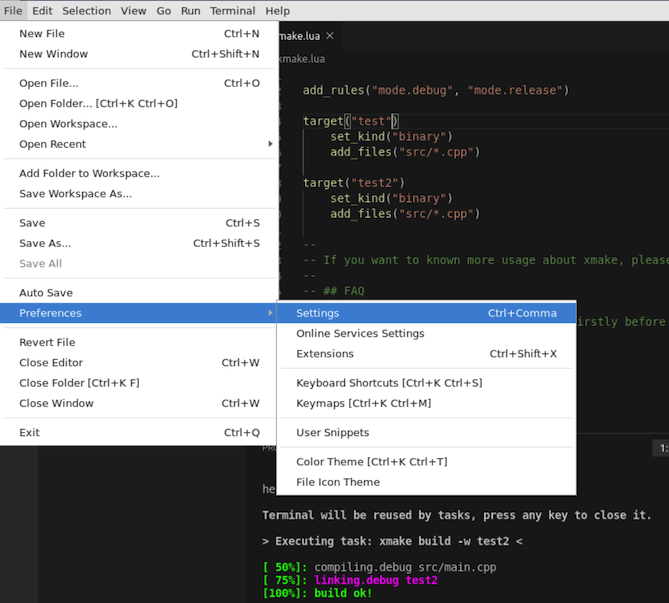 File Edit Selection View Go Run Terminal Help
New File Ctrl+N
New Window Ctrl+Shift+N
Open File... Ctrl+O
Open Folder... [Ctrl+K Ctrl+O]
Open Workspace...
Open Recent
Add Folder to Workspace...
Save Workspace As...
Save Ctrl+S
Save As... Ctrl+Shift+S
Save All
Auto Save
Preferences
Revert File
Close Editor Ctrl+W
Close Folder [Ctrl+K F]
Close Window Ctrl+W
Exit Ctrl+Q
Settings Ctrl+Comma
Online Services Settings
Extensions Ctrl+Shift+X
Keyboard Shortcuts [Ctrl+K Ctrl+S]
Keymaps [Ctrl+K Ctrl+M]
User Snippets
Color Theme [Ctrl+K Ctrl+T]
File Icon Theme
make.lua
xmake.lua
add_rules("mode.debug", "mode.release")
target("test")
set_kind("binary")
add_files("src/*.cpp")
target("test2")
set_kind("binary")
add_files("src/*.cpp")
--
-- If you want to known more usage about xmake, please
--
-- ## FAQ
irstly before
1:
he
Terminal will be reused by tasks, press any key to close it.
> Executing task: xmake build -w test2 <
[ 50%]: compiling.debug src/main.cpp
[ 75%]: linking.debug test2
[100%]: build ok!